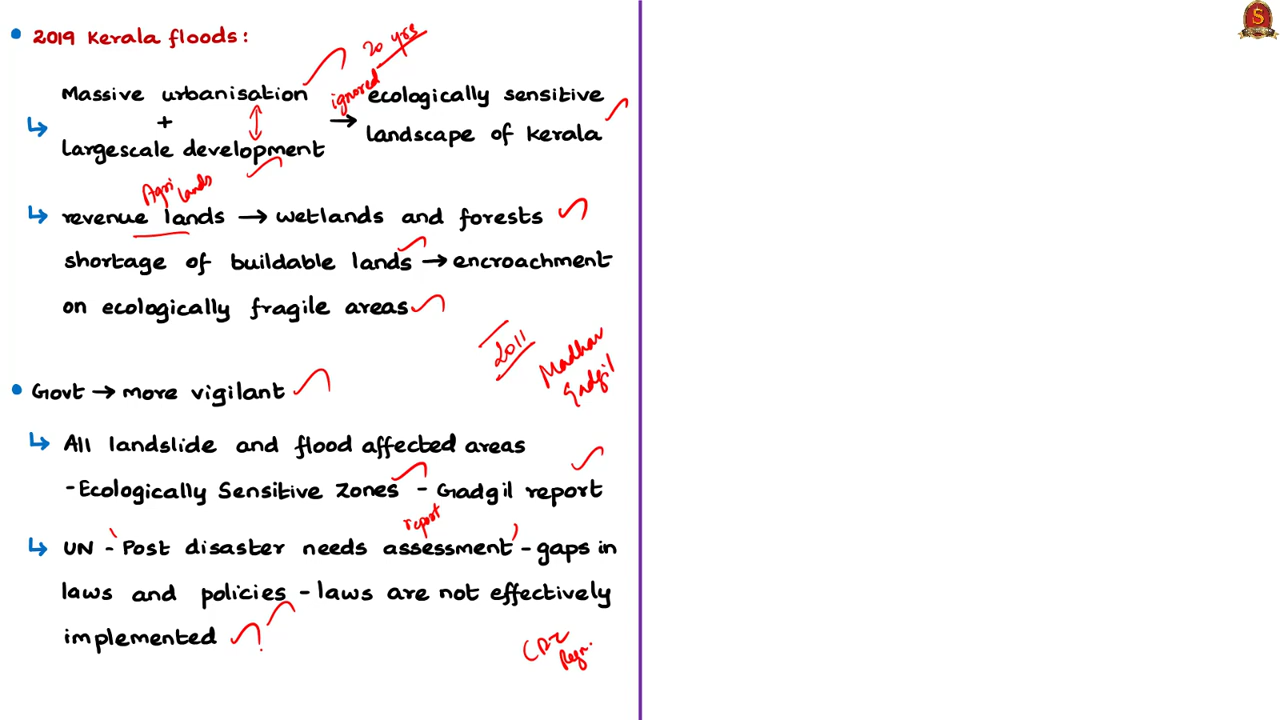 • 2019 Kerala floods:
20 yrs
Massive urbanisation
ignored
+
↳ largescale development
→ ecologically sensitive
landscape of Kerala
Agri lands
↳ revenue lands → wetlands and forests
shortage of buildable lands → encroachment
on ecologically fragile areas
2011
Madhav
Gadgil
• Govt → more vigilant
↳ All landslide and flood affected areas
- Ecologically Sensitive Zones - Gadgil report
report
↳ UN - 'Post disaster needs assessment' - gaps in
laws and policies - laws are not effectively
implemented
CRZ
Regn.
S